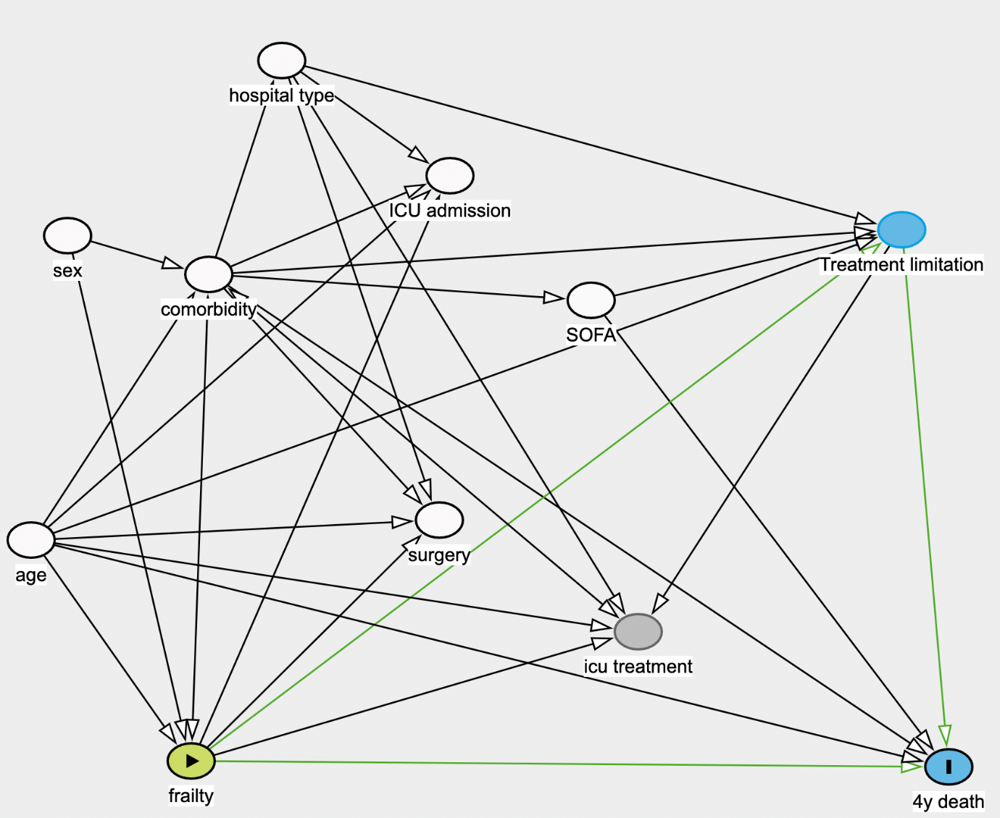 hospital type
ICU admission
sex
Treatment limitation
comorbidity
SOFA
surgery
age
icu treatment
frailty
4y death